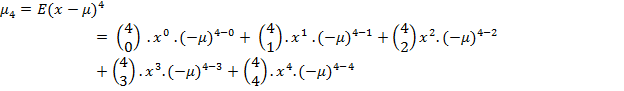 μ₄ = E(x − μ)⁴
= (4 0) .x⁰.(−μ)⁴⁻⁰ + (4 1).x¹.(−μ)⁴⁻¹ + (4 2)x².(−μ)⁴⁻²
+ (4 3).x³.(−μ)⁴⁻³ + (4 4).x⁴.(−μ)⁴⁻⁴